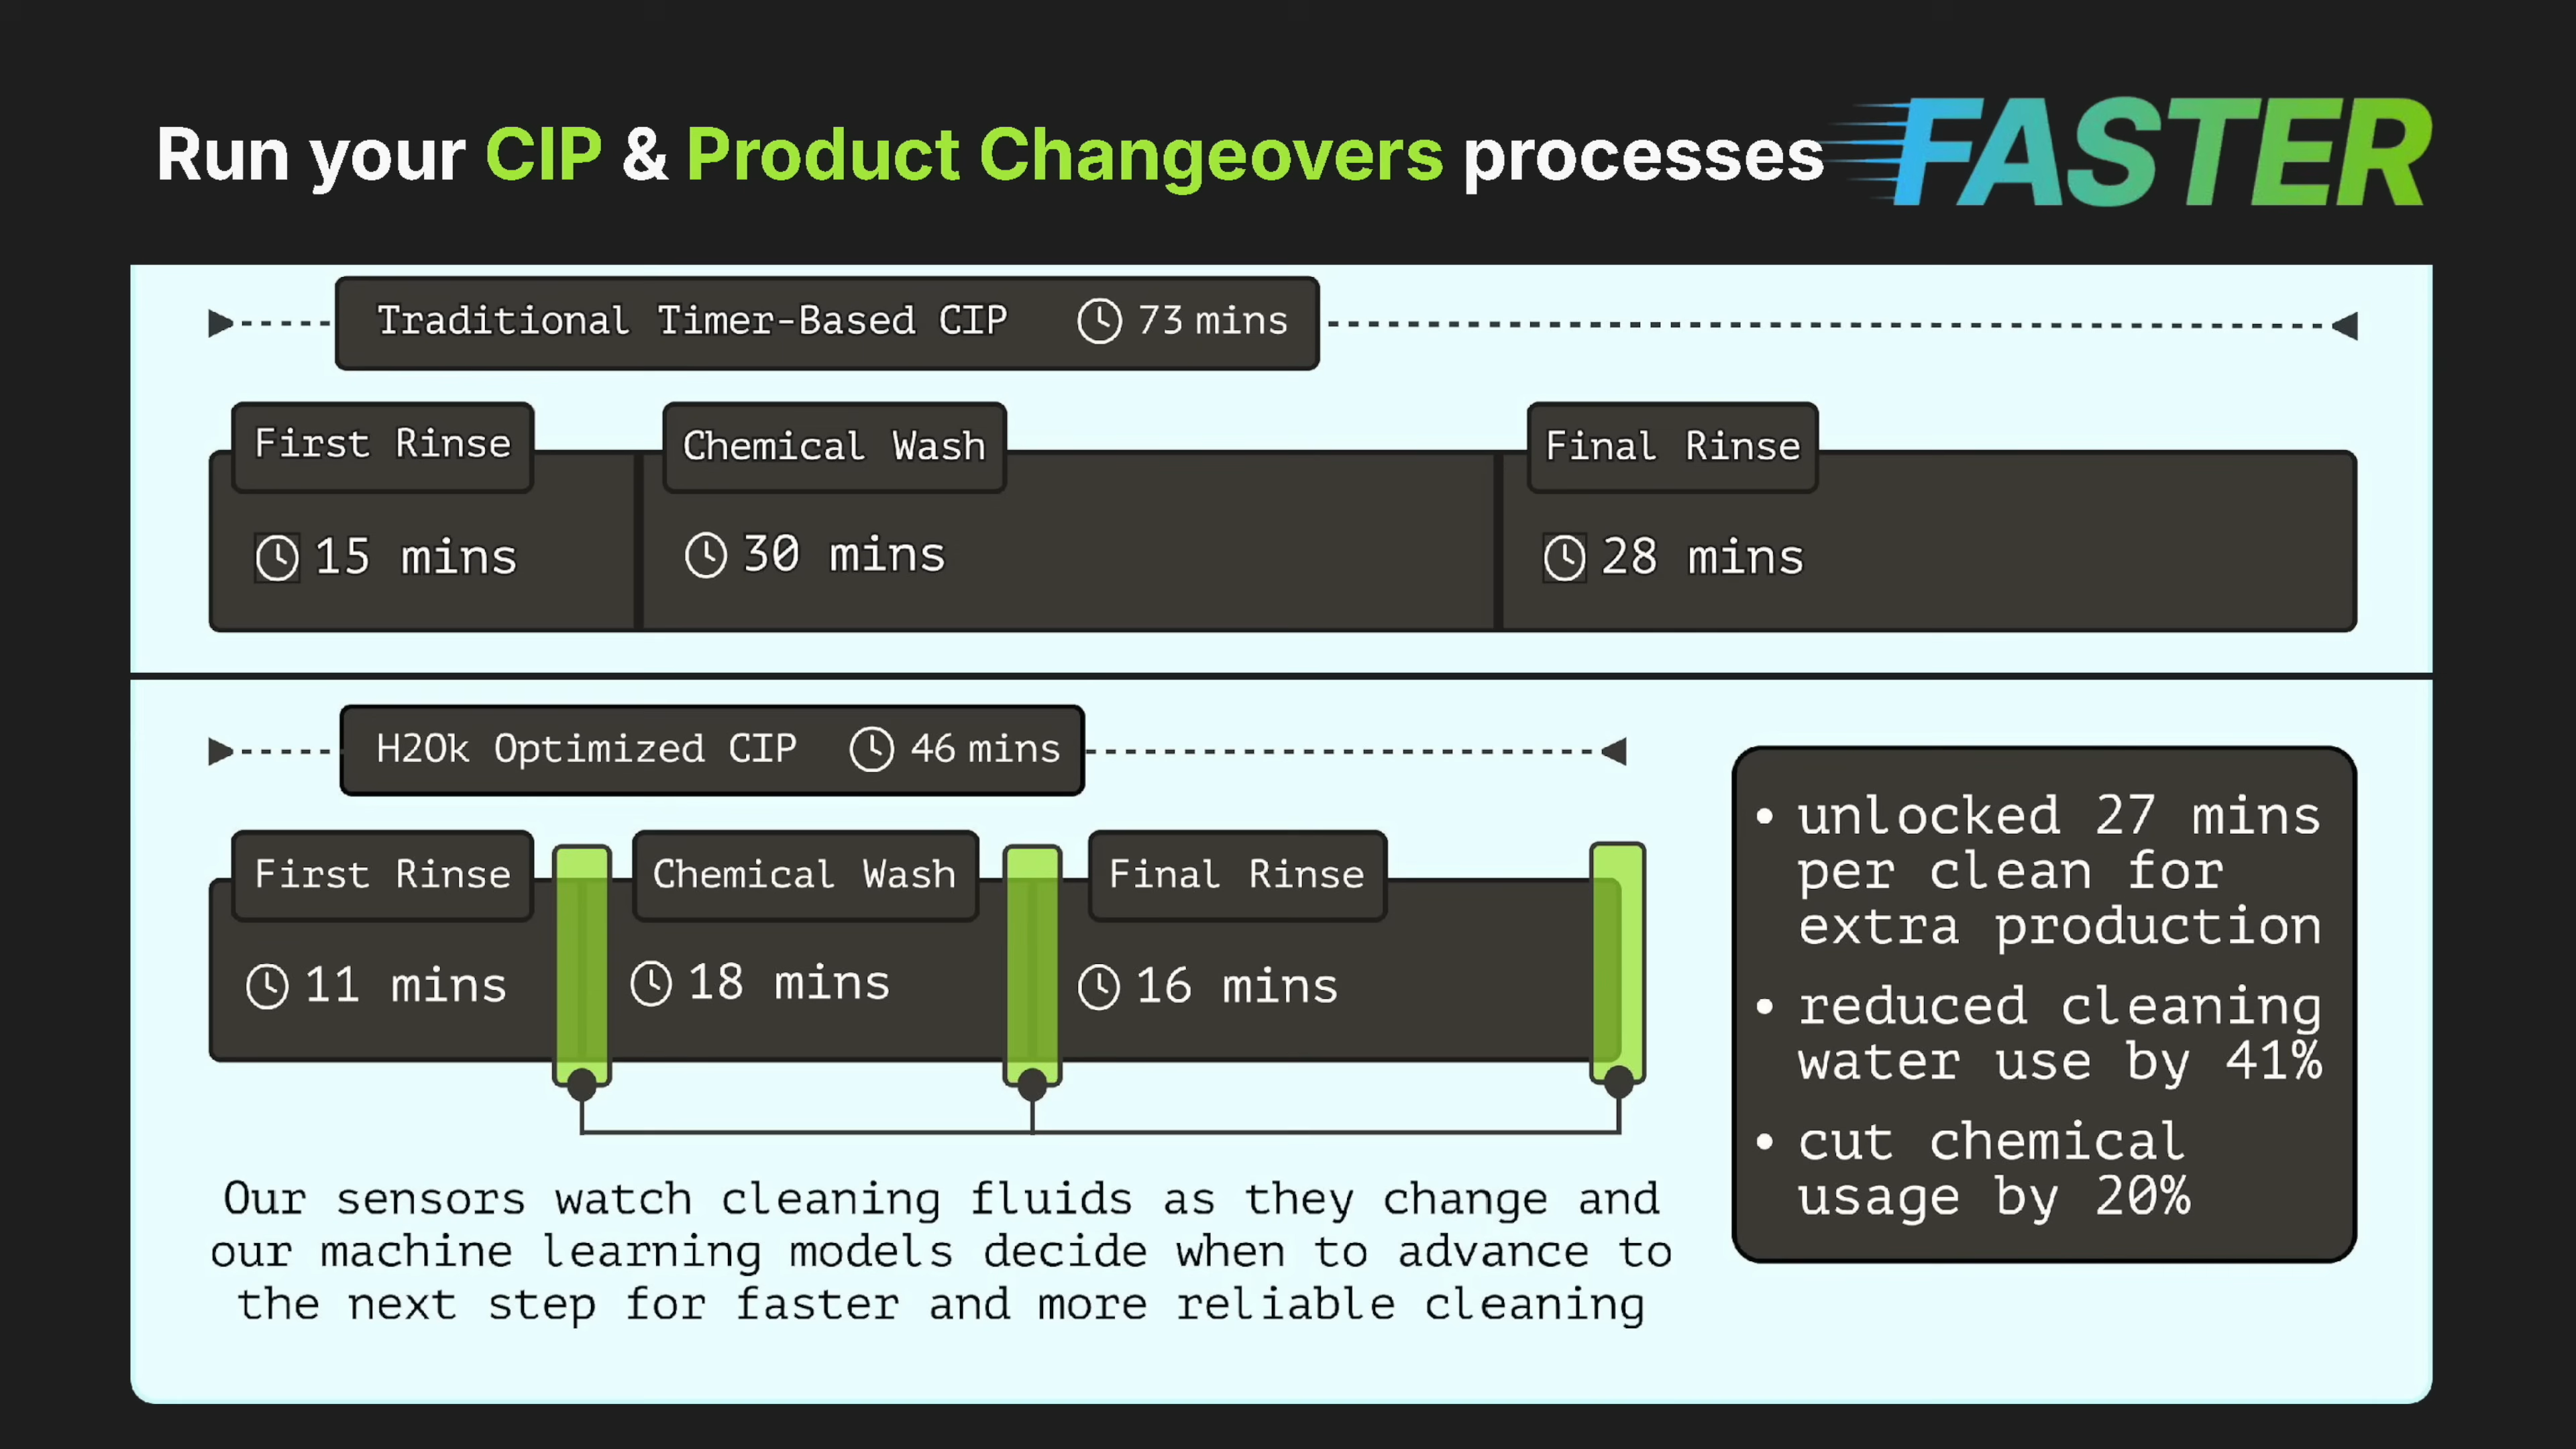 Run your CIP & Product Changeovers processes FASTER
Traditional Timer-Based CIP 73 mins
First Rinse
Chemical Wash
Final Rinse
15 mins
30 mins
28 mins
H2Ok Optimized CIP 46 mins
First Rinse
Chemical Wash
Final Rinse
11 mins
18 mins
16 mins
Our sensors watch cleaning fluids as they change and
our machine learning models decide when to advance to
the next step for faster and more reliable cleaning
• unlocked 27 mins
per clean for
extra production
• reduced cleaning
water use by 41%
• cut chemical
usage by 20%